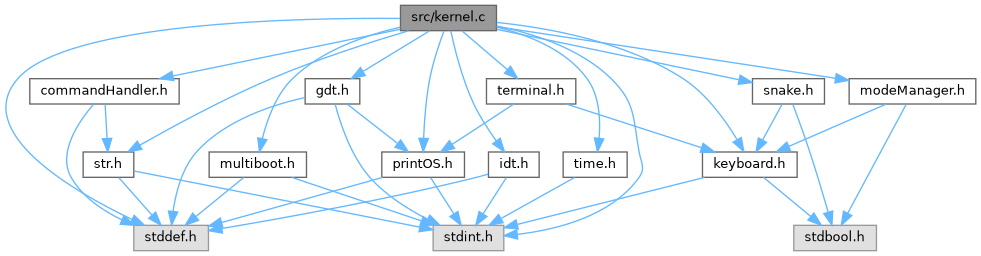 src/kernel.c
commandHandler.h
gdt.h
terminal.h
snake.h
modeManager.h
str.h
multiboot.h
printOS.h
idt.h
time.h
keyboard.h
stddef.h
stdint.h
stdbool.h